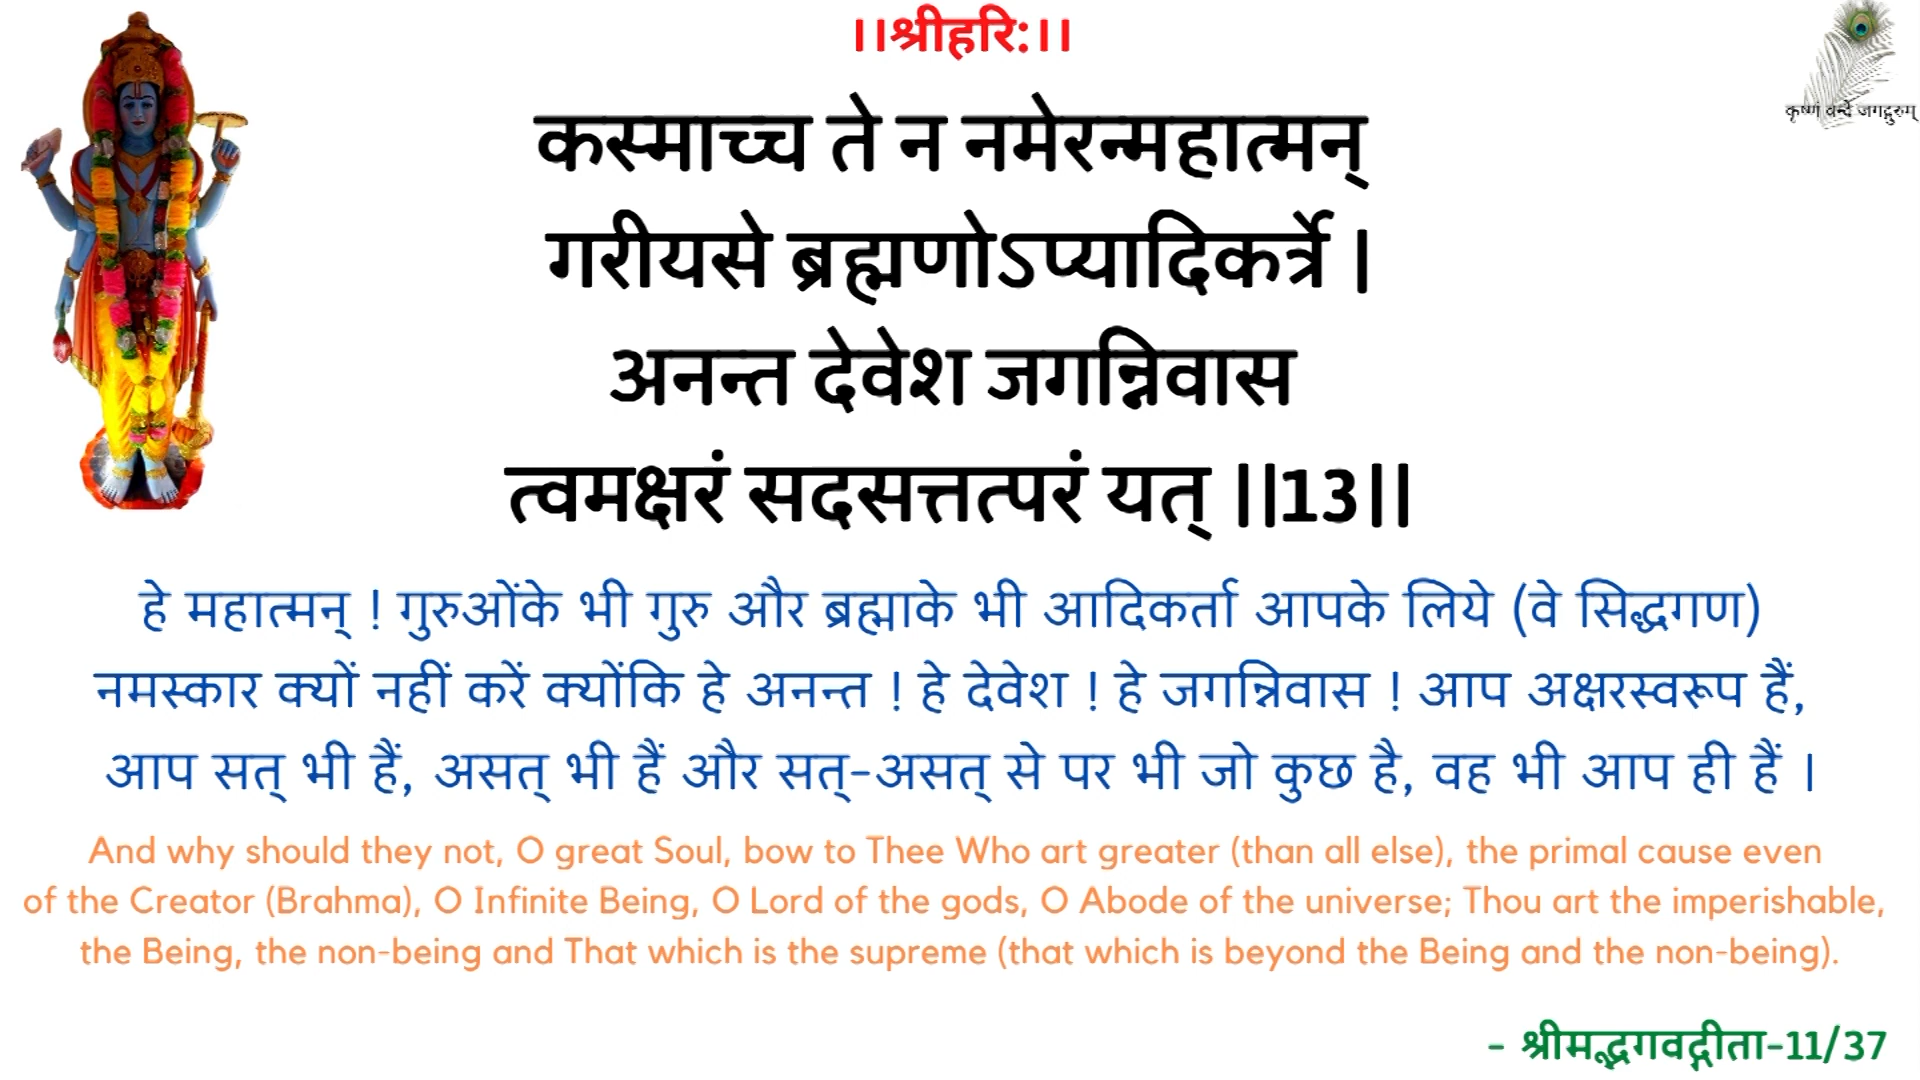 ।।श्रीहरि:।।
कृष्णं वन्दे जगद्गुरुम्
कस्माच्च ते न नमेरन्महात्मन्
गरीयसे ब्रह्मणोऽप्यादिकर्त्रे |
अनन्त देवेश जगन्निवास
त्वमक्षरं सदसत्तत्परं यत् ||13||
हे महात्मन् ! गुरुओंके भी गुरु और ब्रह्माके भी आदिकर्ता आपके लिये (वे सिद्धगण)
नमस्कार क्यों नहीं करें क्योंकि हे अनन्त ! हे देवेश ! हे जगन्निवास ! आप अक्षरस्वरूप हैं,
आप सत् भी हैं, असत् भी हैं और सत्-असत् से पर भी जो कुछ है, वह भी आप ही हैं ।
And why should they not, O great Soul, bow to Thee Who art greater (than all else), the primal cause even
of the Creator (Brahma), O Infinite Being, O Lord of the gods, O Abode of the universe; Thou art the imperishable,
the Being, the non-being and That which is the supreme (that which is beyond the Being and the non-being).
- श्रीमद्भगवद्गीता-11/37